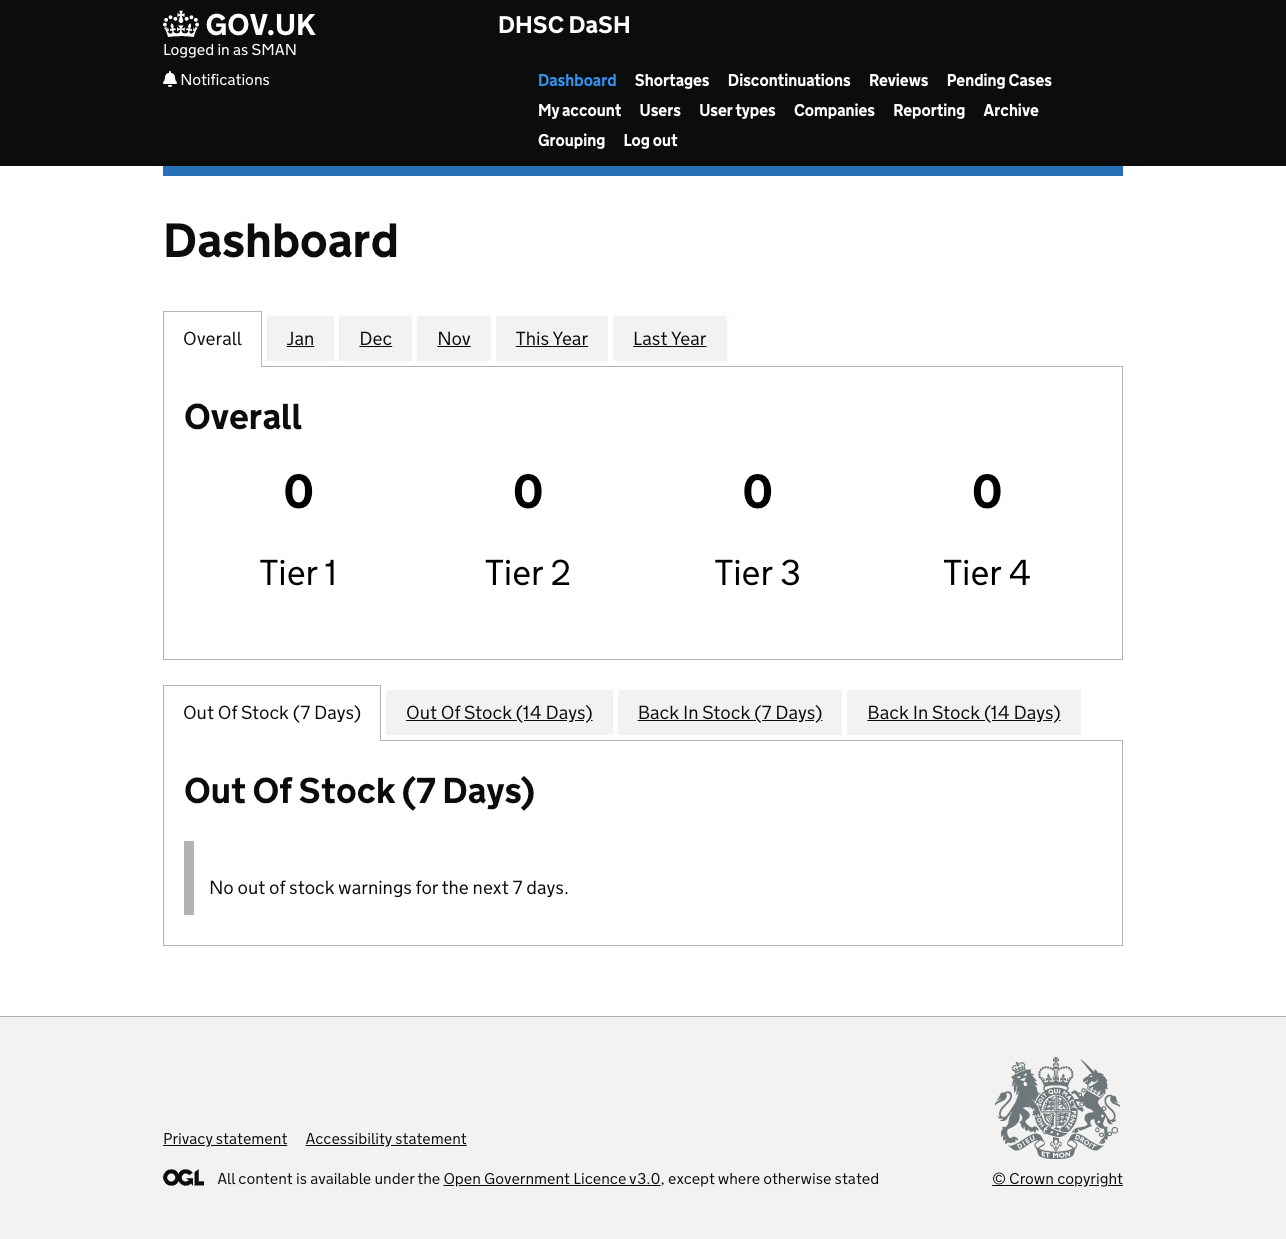 GOV.UK
DHSC DaSH
Logged in as SMAN
Notifications
Dashboard Shortages Discontinuations Reviews Pending Cases
My account Users User types Companies Reporting Archive
Grouping Log out
Dashboard
Overall Jan Dec Nov This Year Last Year
Overall
0 0 0 0
Tier 1 Tier 2 Tier 3 Tier 4
Out Of Stock (7 Days) Out Of Stock (14 Days) Back In Stock (7 Days) Back In Stock (14 Days)
Out Of Stock (7 Days)
No out of stock warnings for the next 7 days.
Privacy statement Accessibility statement
OGL All content is available under the Open Government Licence v3.0, except where otherwise stated
DIEU ET MON DROIT
© Crown copyright